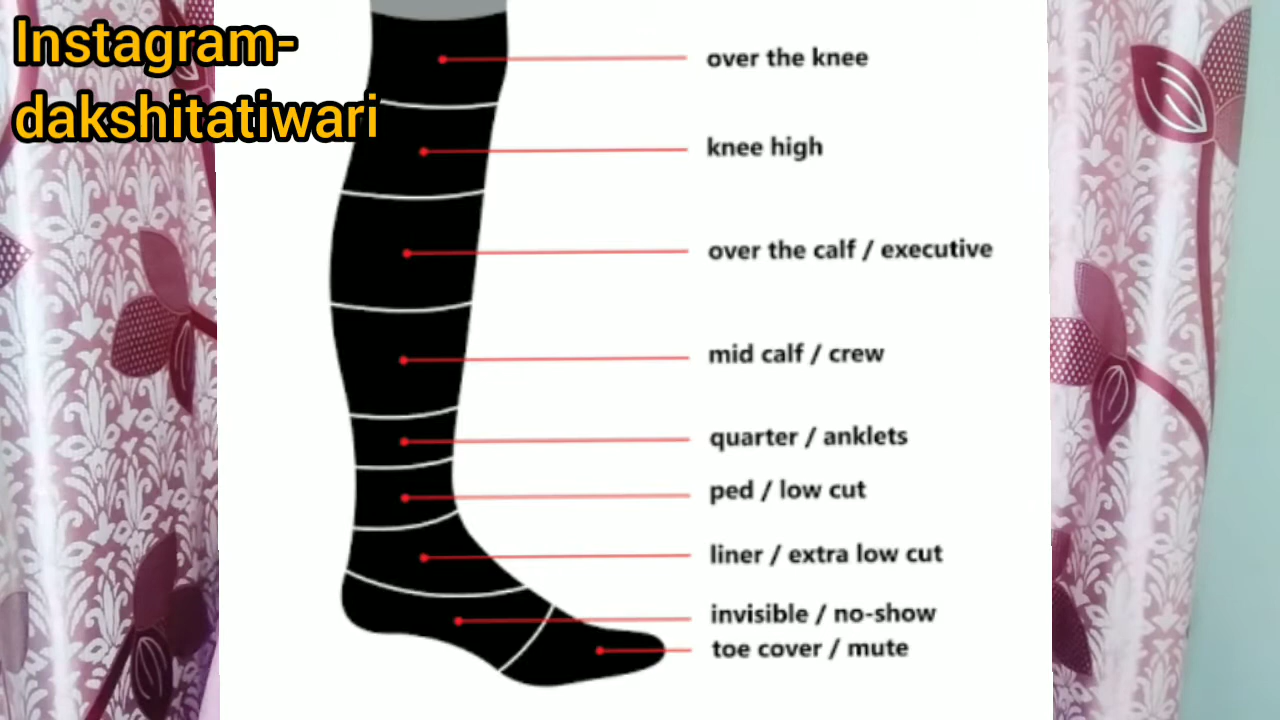 Instagram-
dakshitatiwari
over the knee
knee high
over the calf / executive
mid calf / crew
quarter / anklets
ped / low cut
liner / extra low cut
invisible / no-show
toe cover / mute